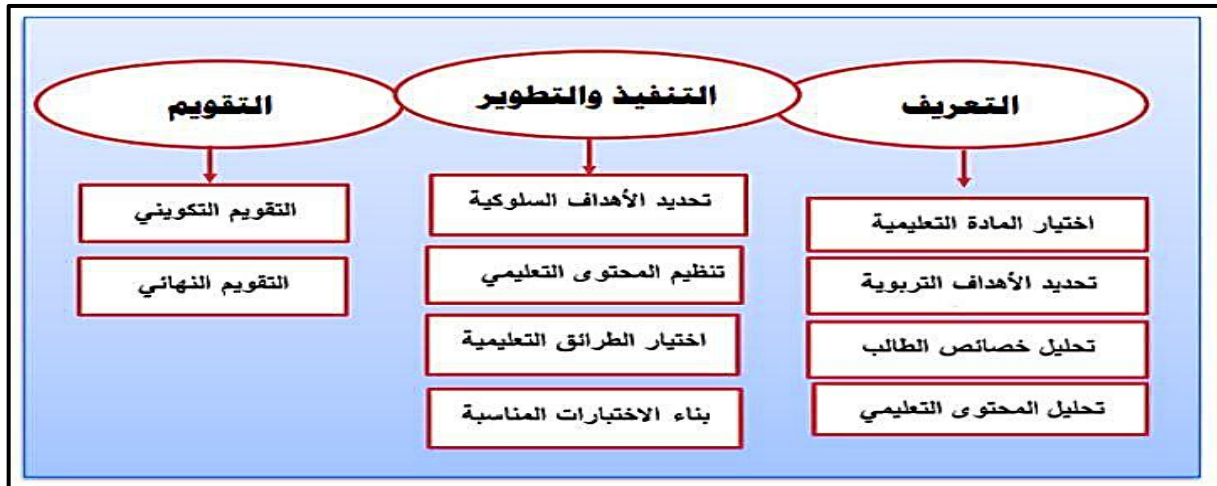 التعريف
التنفيذ والتطوير
التقويم
اختيار المادة التعليمية
تحديد الأهداف التربوية
تحليل خصائص الطالب
تحليل المحتوى التعليمي
تحديد الأهداف السلوكية
تنظيم المحتوى التعليمي
اختيار الطرائق التعليمية
بناء الاختبارات المناسبة
التقويم التكويني
التقويم النهائي